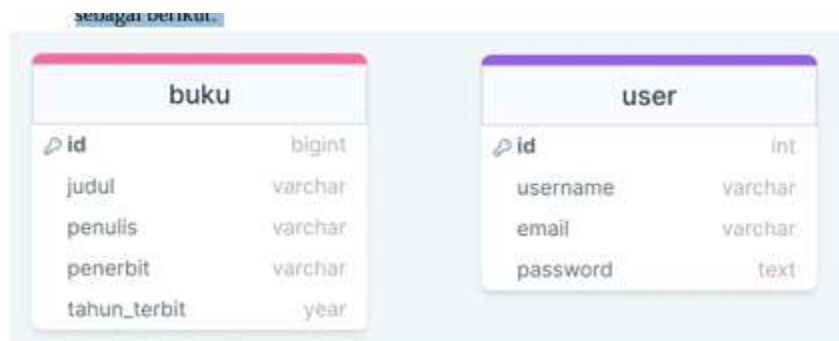 sebagai berikut.
buku
id bigint
judul varchar
penulis varchar
penerbit varchar
tahun_terbit year
user
id int
username varchar
email varchar
password text